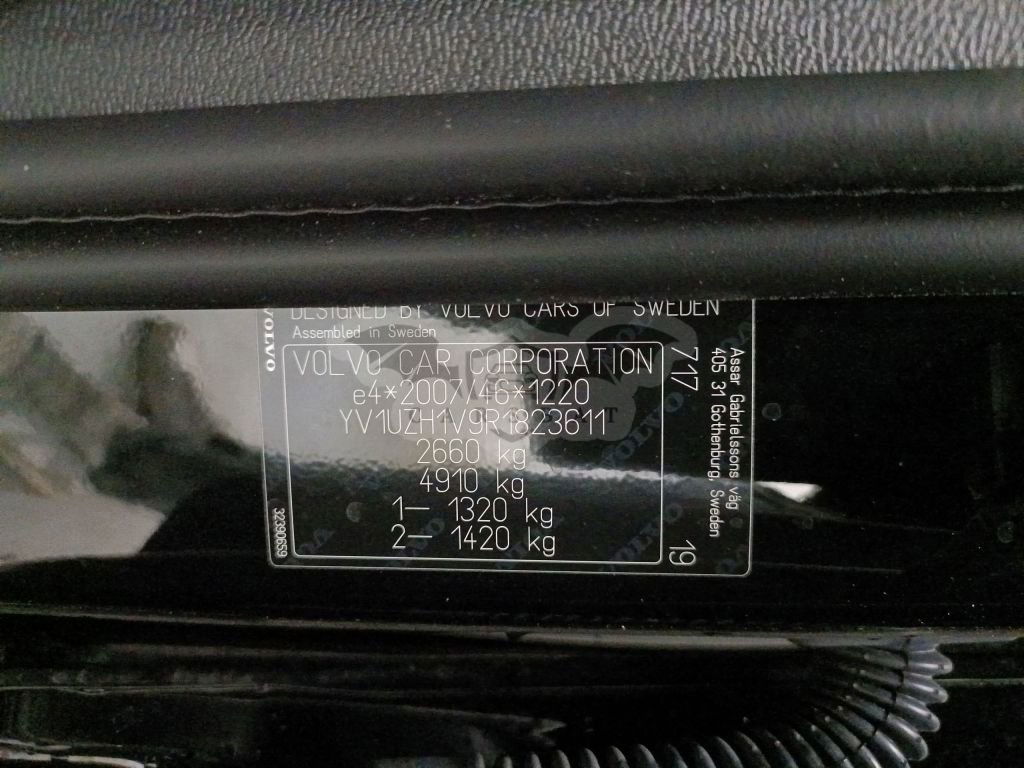 DESIGNED BY VOLVO CARS OF SWEDEN
Assembled in Sweden
VOLVO
VOLVO CAR CORPORATION
e4*2007/46*1220
YV1UZH1V9R1823611
2660 kg
4910 kg
1— 1320 kg
2— 1420 kg
32390659
717
19
Assar Gabrielssons väg
405 31 Gothenburg, Sweden
VOLVO
VOLVO